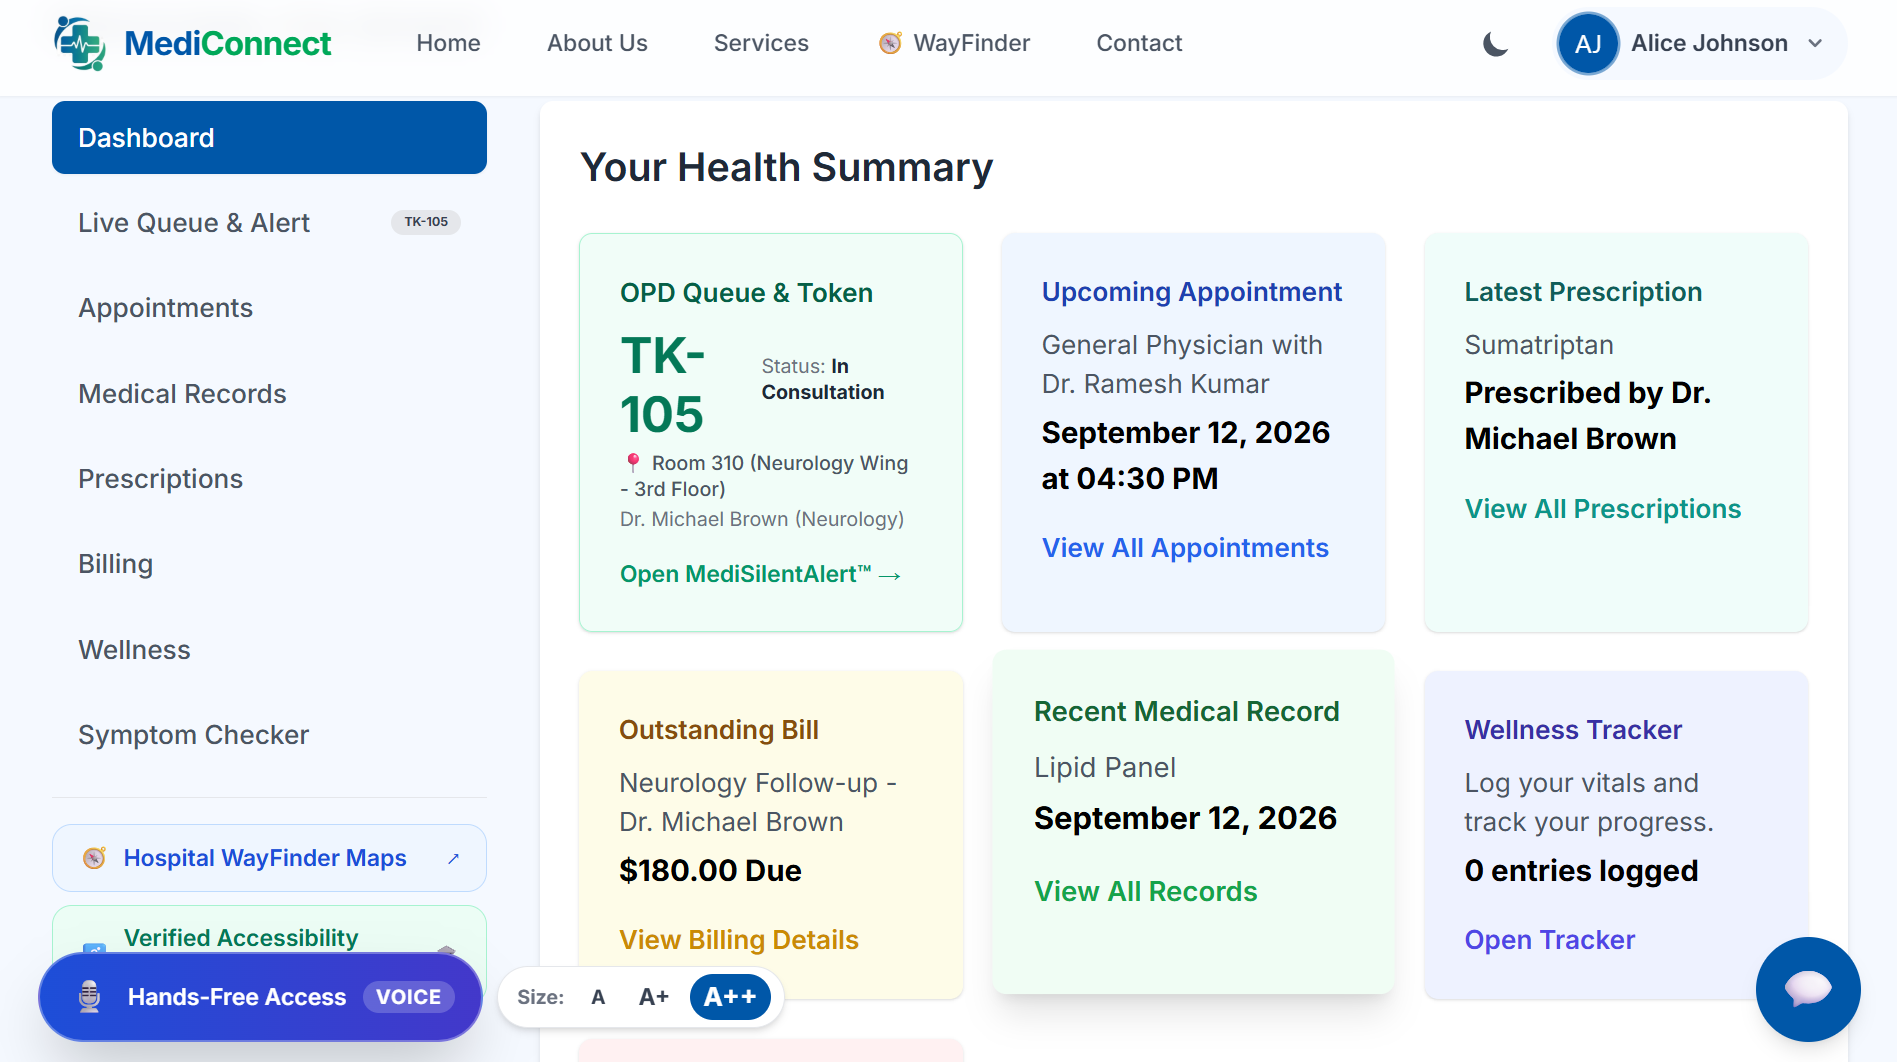 MediConnect
Home
About Us
Services
WayFinder
Contact
AJ
Alice Johnson
Dashboard
Live Queue & Alert
TK-105
Appointments
Medical Records
Prescriptions
Billing
Wellness
Symptom Checker
Hospital WayFinder Maps
Verified Accessibility
Hands-Free Access
VOICE
Size:
A
A+
A++
Your Health Summary
OPD Queue & Token
TK-
105
Status: In
Consultation
Room 310 (Neurology Wing
- 3rd Floor)
Dr. Michael Brown (Neurology)
Open MediSilentAlert™ →
Upcoming Appointment
General Physician with
Dr. Ramesh Kumar
September 12, 2026
at 04:30 PM
View All Appointments
Latest Prescription
Sumatriptan
Prescribed by Dr.
Michael Brown
View All Prescriptions
Outstanding Bill
Neurology Follow-up -
Dr. Michael Brown
$180.00 Due
View Billing Details
Recent Medical Record
Lipid Panel
September 12, 2026
View All Records
Wellness Tracker
Log your vitals and
track your progress.
0 entries logged
Open Tracker